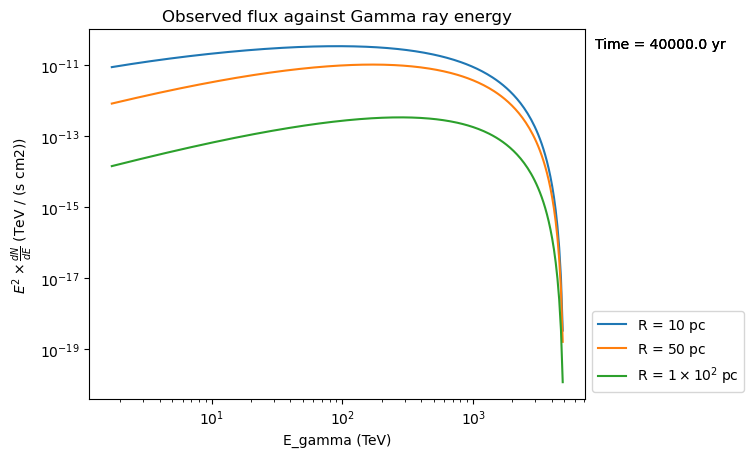 Observed flux against Gamma ray energy
Time = 40000.0 yr
10⁻¹¹
10⁻¹³
10⁻¹⁵
10⁻¹⁷
10⁻¹⁹
E² × dN/dE (TeV / (s cm2))
10¹
10²
10³
E_gamma (TeV)
R = 10 pc
R = 50 pc
R = 1 × 10² pc